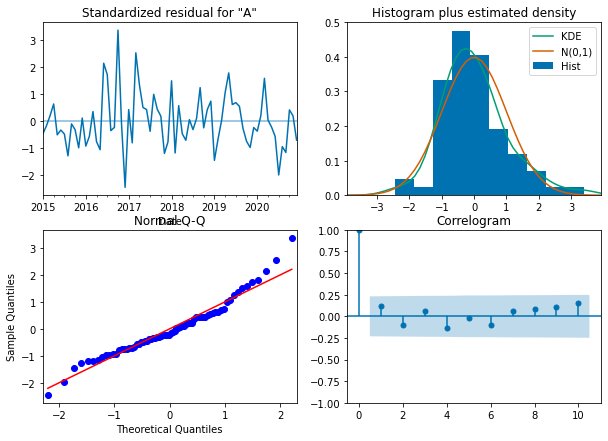 Standardized residual for "A"
3
2
1
0
−1
−2
2015 2016 2017 2018 2019 2020
Date
Histogram plus estimated density
KDE
N(0,1)
Hist
0.5
0.4
0.3
0.2
0.1
0.0
−3 −2 −1 0 1 2 3
Normal Q-Q
Sample Quantiles
3
2
1
0
−1
−2
−2 −1 0 1 2
Theoretical Quantiles
Correlogram
1.00
0.75
0.50
0.25
0.00
−0.25
−0.50
−0.75
−1.00
0 2 4 6 8 10